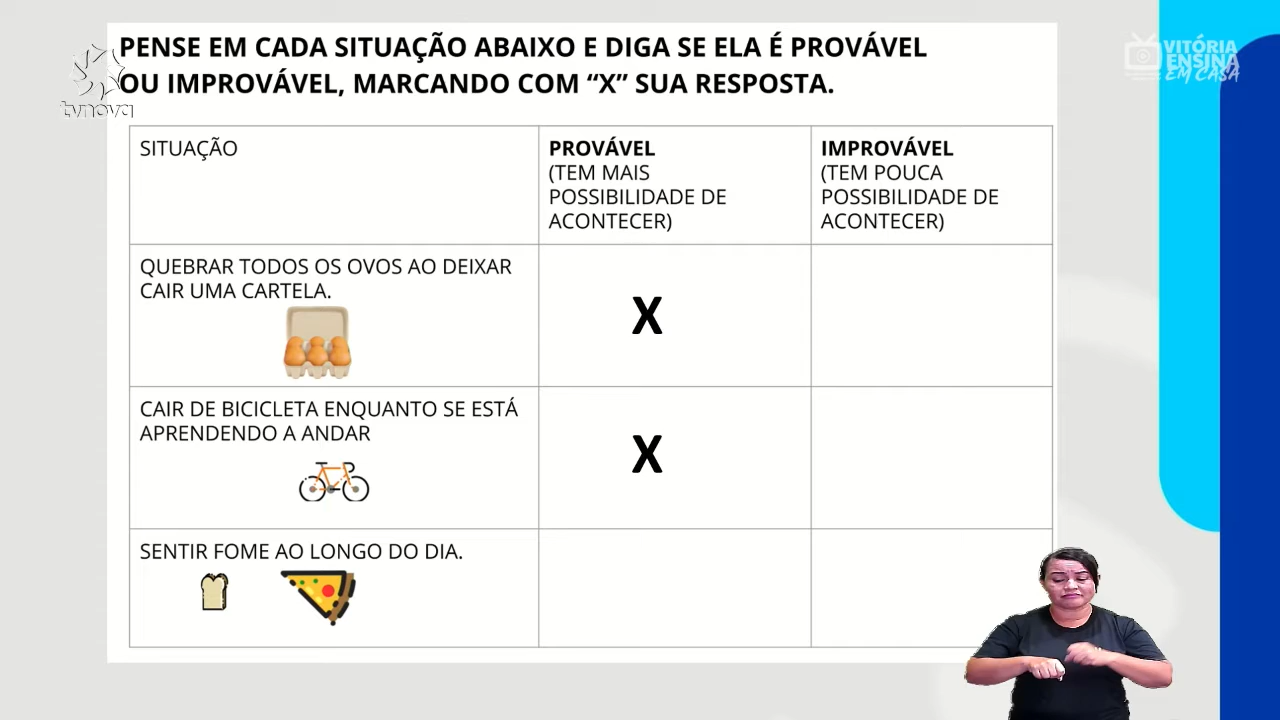 PENSE EM CADA SITUAÇÃO ABAIXO E DIGA SE ELA É PROVÁVEL
OU IMPROVÁVEL, MARCANDO COM “X” SUA RESPOSTA.
tvnova
VITÓRIA
ENSINA
EM CASA
SITUAÇÃO
PROVÁVEL
(TEM MAIS
POSSIBILIDADE DE
ACONTECER)
IMPROVÁVEL
(TEM POUCA
POSSIBILIDADE DE
ACONTECER)
QUEBRAR TODOS OS OVOS AO DEIXAR
CAIR UMA CARTELA.
X
CAIR DE BICICLETA ENQUANTO SE ESTÁ
APRENDENDO A ANDAR
X
SENTIR FOME AO LONGO DO DIA.